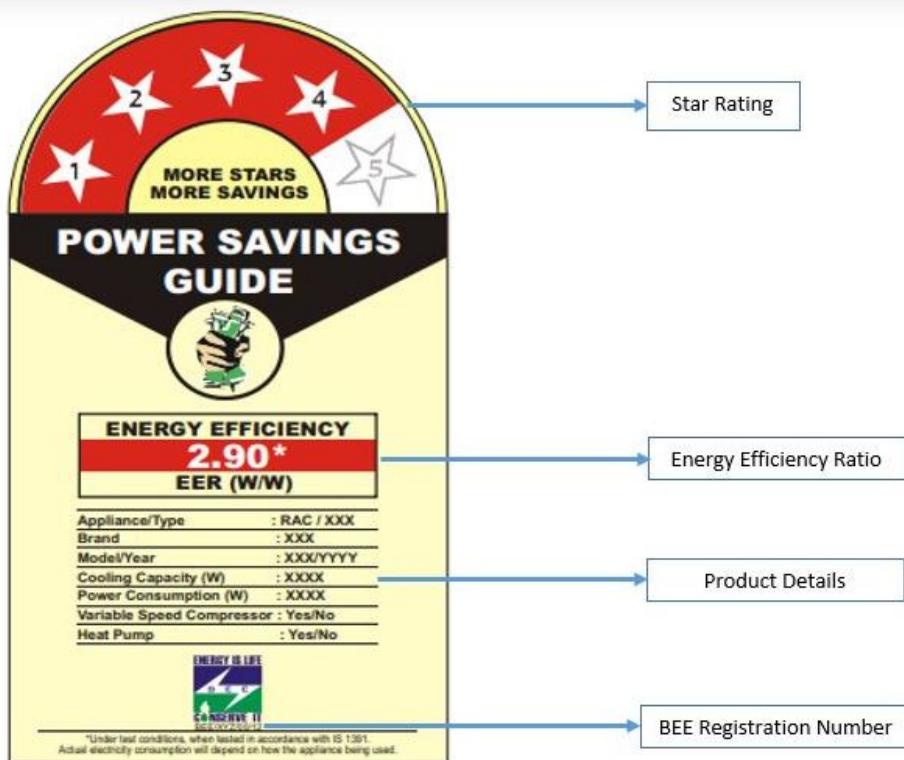 1
2
3
4
5
MORE STARS
MORE SAVINGS
POWER SAVINGS
GUIDE
ENERGY EFFICIENCY
2.90*
EER (W/W)
Appliance/Type : RAC / XXX
Brand : XXX
Model/Year : XXX/YYYY
Cooling Capacity (W) : XXXX
Power Consumption (W) : XXXX
Variable Speed Compressor : Yes/No
Heat Pump : Yes/No
ENERGY IS LIFE
CONSERVE IT
*Under test conditions, when tested in accordance with IS 1391.
Actual electricity consumption will depend on how the appliance being used.
Star Rating
Energy Efficiency Ratio
Product Details
BEE Registration Number